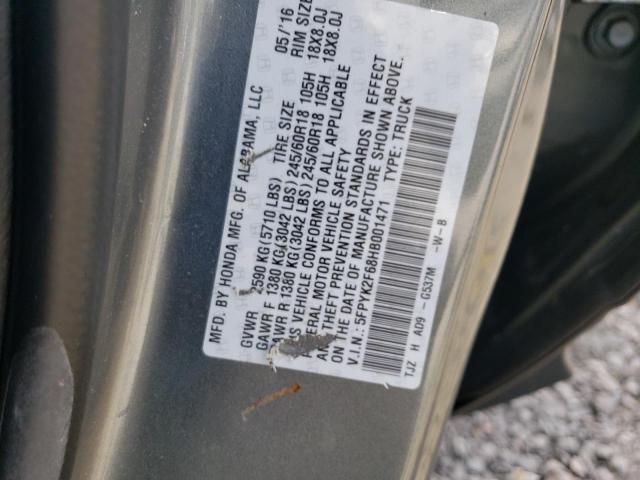 MFD. BY HONDA MFG. OF ALABAMA, LLC 05/'16
GVWR 2590 KG(5710 LBS) TIRE SIZE RIM SIZE
GAWR F 1380 KG(3042 LBS) 245/60R18 105H 18X8.0J
GAWR R 1380 KG(3042 LBS) 245/60R18 105H 18X8.0J
VEHICLE CONFORMS TO ALL APPLICABLE
MOTOR VEHICLE SAFETY
AND THEFT PREVENTION STANDARDS IN EFFECT
ON THE DATE OF MANUFACTURE SHOWN ABOVE.
V.I.N.: 5FPYK2F68HB001471 TYPE: TRUCK
TJZ H AD9 - G537M -W-B